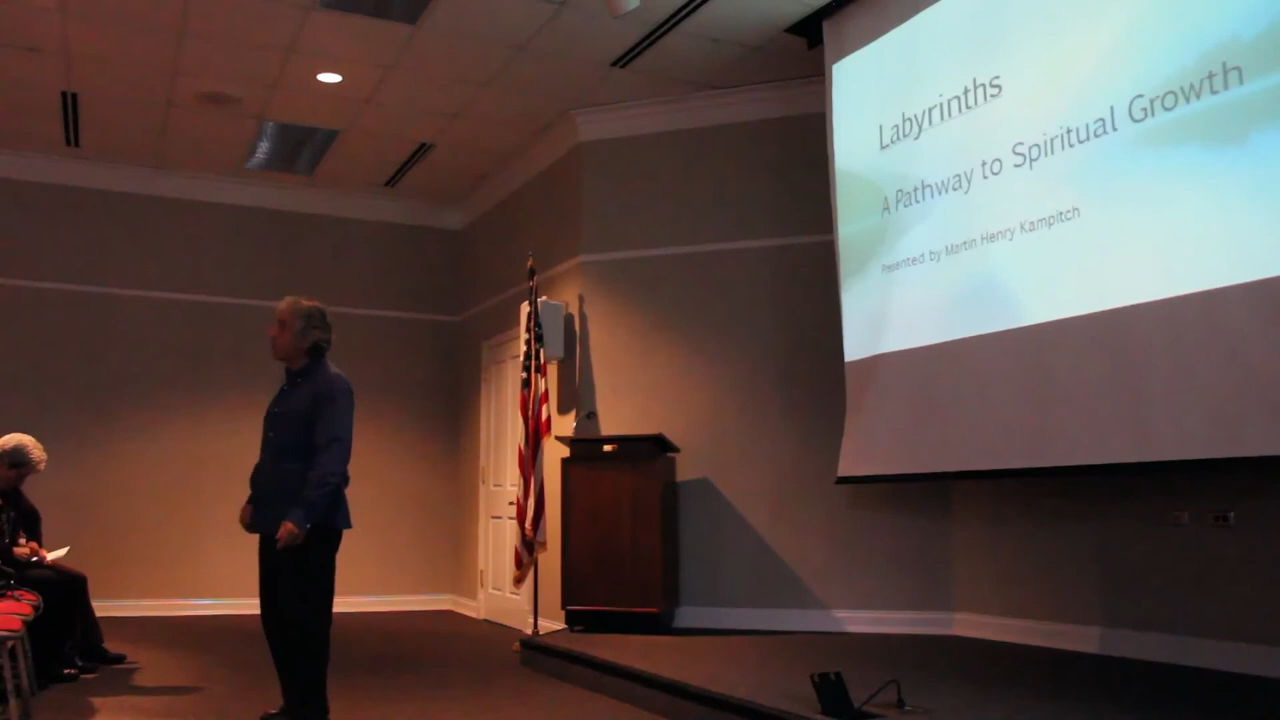 Labyrinths
A Pathway to Spiritual Growth
Presented by Martin Henry Kampitch